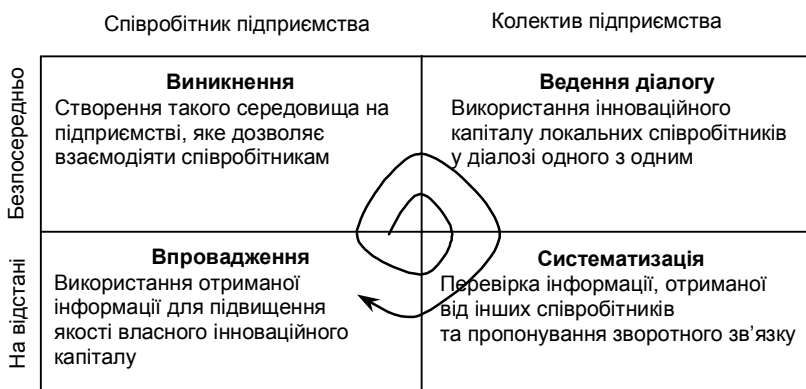 Співробітник підприємства
Колектив підприємства
Безпосередньо
Виникнення
Створення такого середовища на
підприємстві, яке дозволяє
взаємодіяти співробітникам
Ведення діалогу
Використання інноваційного
капіталу локальних співробітників
у діалозі одного з одним
На відстані
Впровадження
Використання отриманої
інформації для підвищення
якості власного інноваційного
капіталу
Систематизація
Перевірка інформації, отриманої
від інших співробітників
та пропонування зворотного зв’язку